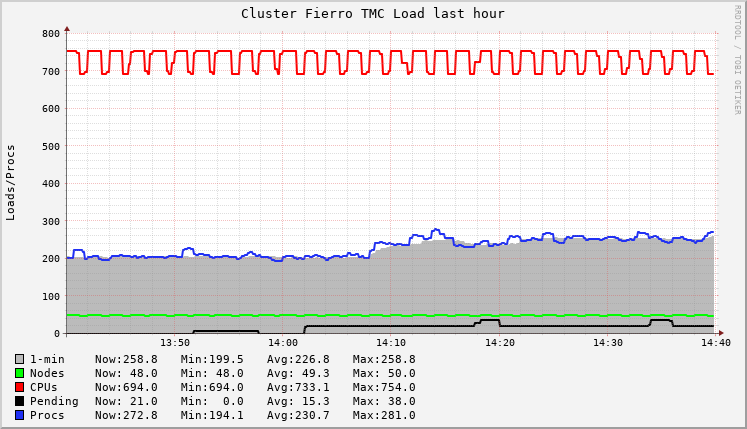 Cluster Fierro TMC Load last hour
RRDTOOL / TOBI OETIKER
Loads/Procs
800
700
600
500
400
300
200
100
0
13:50 14:00 14:10 14:20 14:30 14:40
1-min Now:258.8 Min:199.5 Avg:226.8 Max:258.8
Nodes Now: 48.0 Min: 48.0 Avg: 49.3 Max: 50.0
CPUs Now:694.0 Min:694.0 Avg:733.1 Max:754.0
Pending Now: 21.0 Min: 0.0 Avg: 15.3 Max: 38.0
Procs Now:272.8 Min:194.1 Avg:230.7 Max:281.0